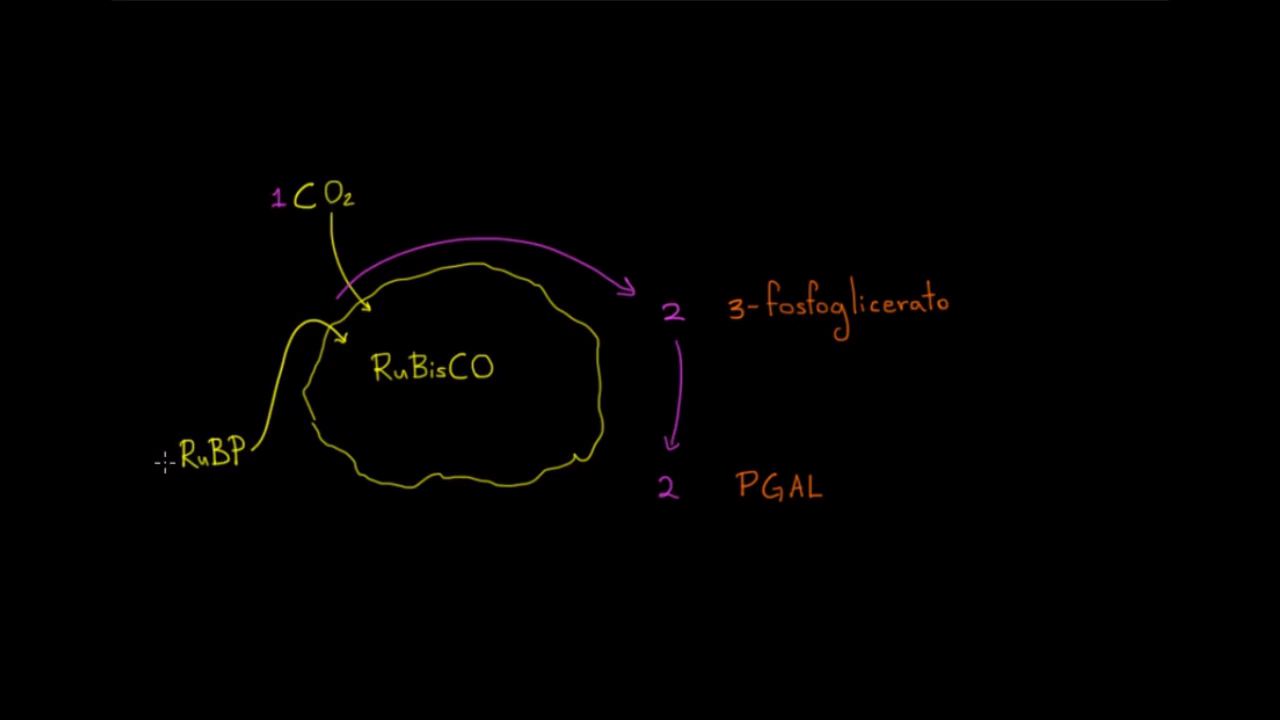 1 CO₂
2 3-fosfoglicerato
RuBisCO
RuBP
2 PGAL